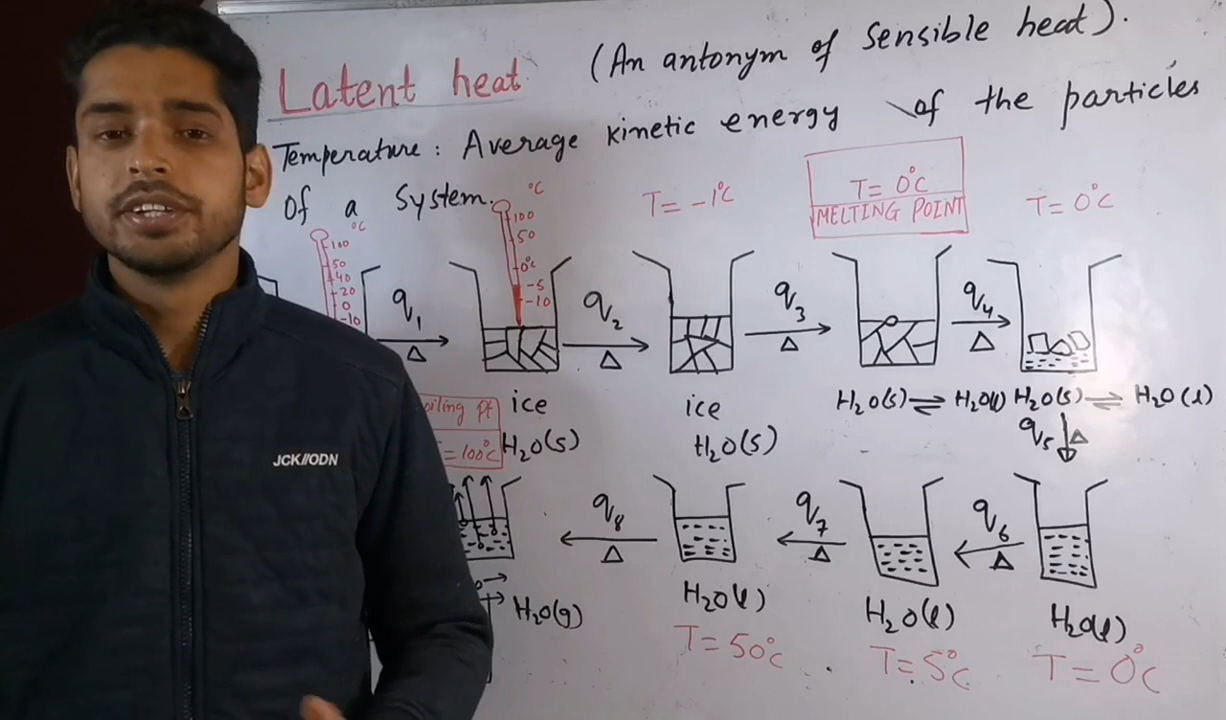 Latent heat (An antonym of sensible heat).
Temperature: Average kinetic energy of the particles
of a system.
°C
100
50
40
20
0
-10
°C
100
50
0°c
-5
-10
T= -1°C
T= 0°C
MELTING POINT
T= 0°C
q1 Δ
q2 Δ
q3 Δ
q4 Δ
ice
H2O(s)
ice
H2O(s)
H2O(s) ⇌ H2O(l)
H2O(s) ⇌ H2O(l)
q5 Δ
pt
= 100°C
q8 Δ
q7 Δ
q6 Δ
H2O(g)
H2O(l)
T= 50°C
H2O(l)
T= 5°C
H2O(l)
T= 0°C
JCK//ODN